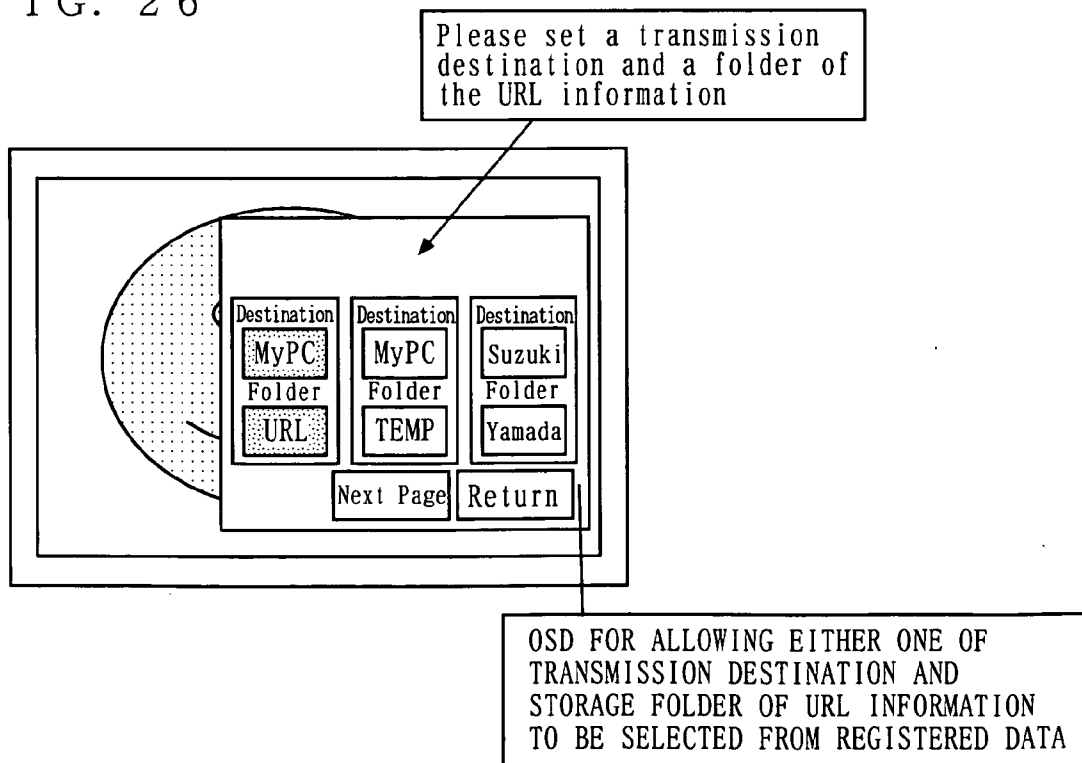 IG. 26
Please set a transmission
destination and a folder of
the URL information
Destination Destination Destination
MyPC MyPC Suzuki
Folder Folder Folder
URL TEMP Yamada
Next Page Return
OSD FOR ALLOWING EITHER ONE OF
TRANSMISSION DESTINATION AND
STORAGE FOLDER OF URL INFORMATION
TO BE SELECTED FROM REGISTERED DATA